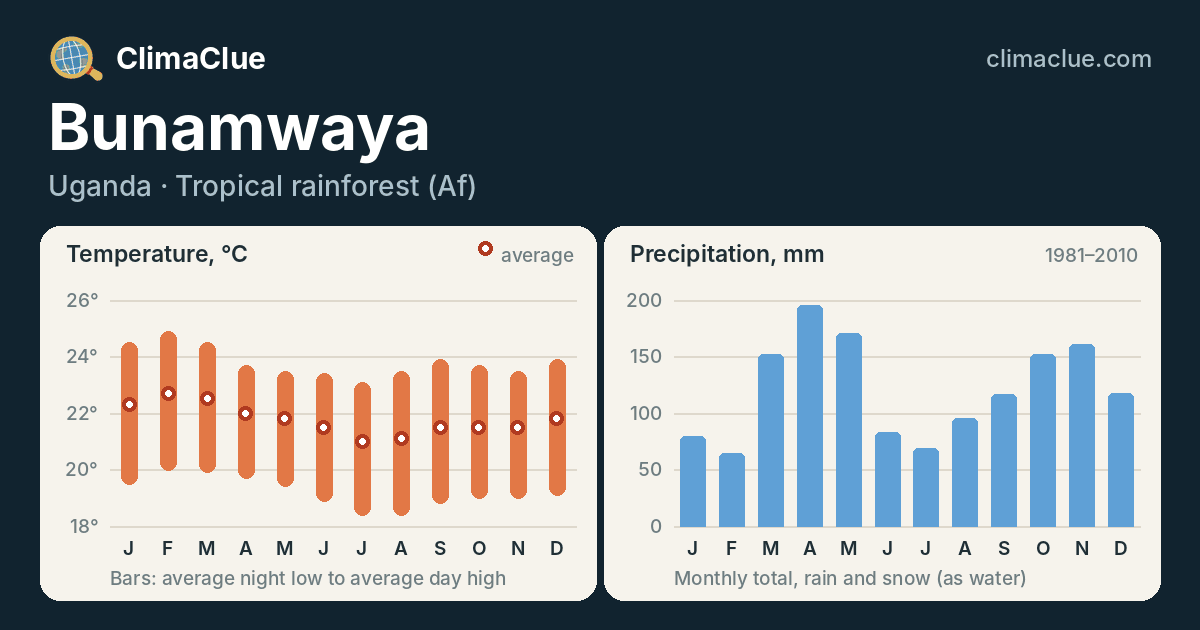 ClimaClue
climaclue.com
Bunamwaya
Uganda · Tropical rainforest (Af)
Temperature, °C
average
26°
24°
22°
20°
18°
J F M A M J J A S O N D
Bars: average night low to average day high
Precipitation, mm
1981–2010
200
150
100
50
0
J F M A M J J A S O N D
Monthly total, rain and snow (as water)